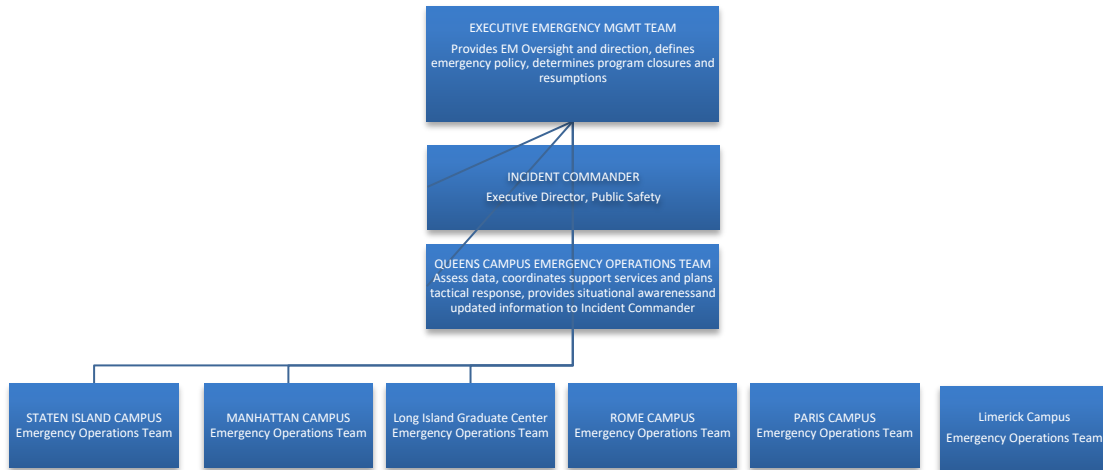 EXECUTIVE EMERGENCY MGMT TEAM
Provides EM Oversight and direction, defines
emergency policy, determines program closures and
resumptions
INCIDENT COMMANDER
Executive Director, Public Safety
QUEENS CAMPUS EMERGENCY OPERATIONS TEAM
Assess data, coordinates support services and plans
tactical response, provides situational awarenessand
updated information to Incident Commander
STATEN ISLAND CAMPUS
Emergency Operations Team
MANHATTAN CAMPUS
Emergency Operations Team
Long Island Graduate Center
Emergency Operations Team
ROME CAMPUS
Emergency Operations Team
PARIS CAMPUS
Emergency Operations Team
Limerick Campus
Emergency Operations Team